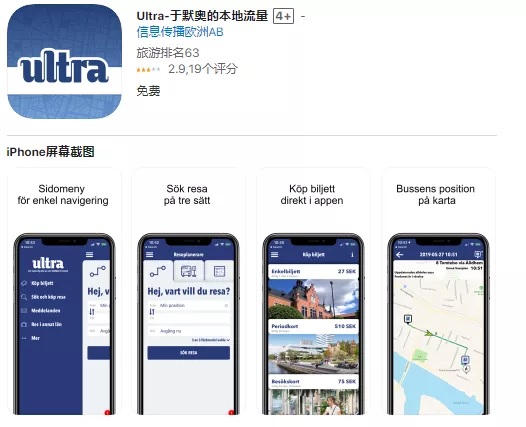 Ultra-于默奥的本地流量 4+ -
信息传播欧洲AB
旅游排名63
2.9,19个评分
免费
ultra
iPhone屏幕截图
Sidomeny
för enkel navigering
ultra
Köp biljett
Sök och köp resa
Meddelanden
Res i annat län
Mer
Hej, v
Sök resa
på tre sätt
Reseplanerare
Hej, vart vill du resa?
Min position
Avgång nu
SÖK RESA
Köp biljett
direkt i appen
Köp biljett
Enkelbiljett 27 SEK
Periodkort 510 SEK
Besökskort 75 SEK
Bussens position
på karta
2019-05-27 10:51
10:51